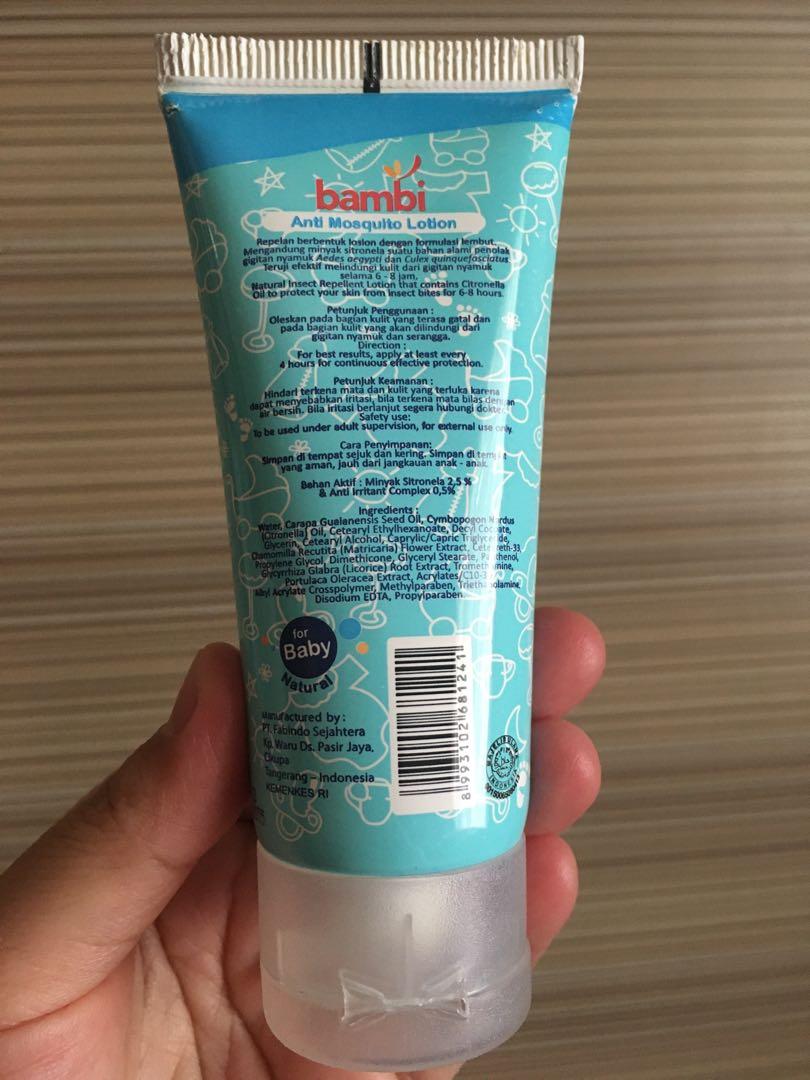 bambi
Anti Mosquito Lotion
Repelan berbentuk losion dengan formulasi lembut.
Mengandung minyak sitronela suatu bahan alami penolak
gigitan nyamuk Aedes aegypti dan Culex quinquefasciatus.
Teruji efektif melindungi kulit dari gigitan nyamuk
selama 6 - 8 jam.
Natural Insect Repellent Lotion that contains Citronella
Oil to protect your skin from insect bites for 6-8 hours.
Petunjuk Penggunaan :
Oleskan pada bagian kulit yang terasa gatal dan
pada bagian kulit yang akan dilindungi dari
gigitan nyamuk dan serangga.
Direction :
For best results, apply at least every
4 hours for continuous effective protection.
Petunjuk Keamanan :
Hindari terkena mata dan kulit yang terluka karena
dapat menyebabkan iritasi, bila terkena mata bilas dengan
air bersih. Bila iritasi berlanjut segera hubungi dokter.
Safety use:
To be used under adult supervision, for external use only.
Cara Penyimpanan:
Simpan di tempat sejuk dan kering. Simpan di tempat
yang aman, jauh dari jangkauan anak - anak.
Bahan Aktif : Minyak Sitronela 2,5 %
& Anti Irritant Complex 0,5%
Ingredients :
Water, Carapa Guaianensis Seed Oil, Cymbopogon Nardus
(Citronella) Oil, Cetearyl Ethylhexanoate, Decyl Cocoate,
Glycerin, Cetearyl Alcohol, Caprylic/Capric Triglyceride,
Chamomilla Recutita (Matricaria) Flower Extract, Ceteareth-33,
Propylene Glycol, Dimethicone, Glyceryl Stearate, Panthenol,
Glycyrrhiza Glabra (Licorice) Root Extract, Tromethamine,
Portulaca Oleracea Extract, Acrylates/C10-30
Alkyl Acrylate Crosspolymer, Methylparaben, Triethanolamine,
Disodium EDTA, Propylparaben.
for
Baby
Natural
Manufactured by :
PT. Fabindo Sejahtera
Kp. Waru Ds. Pasir Jaya,
Cikupa
Tangerang - Indonesia
KEMENKES RI
8 993102 681241
MAJELIS ULAMA
INDONESIA